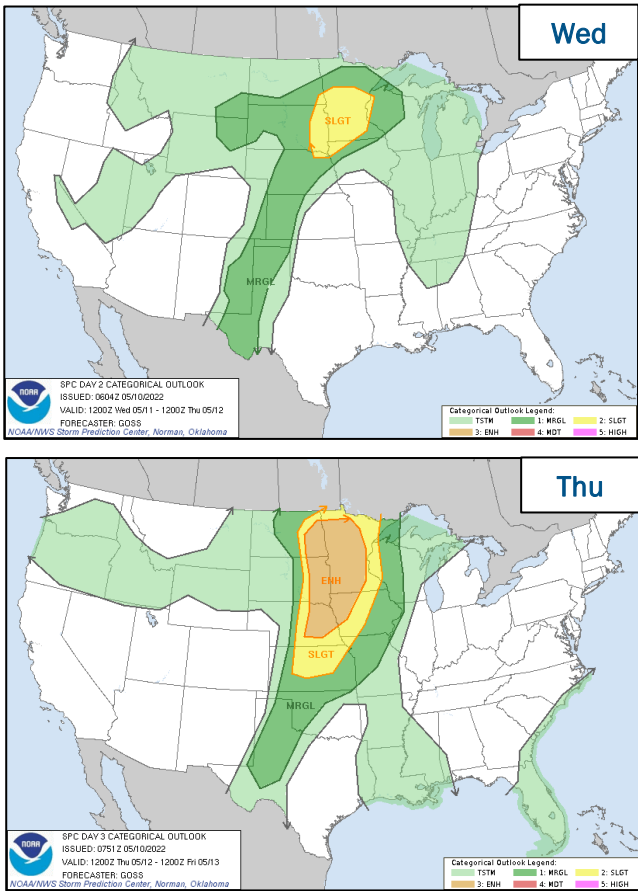 Wed
SLGT
MRGL
SPC DAY 2 CATEGORICAL OUTLOOK
ISSUED: 0604Z 05/10/2022
VALID: 1200Z Wed 05/11 - 1200Z Thu 05/12
FORECASTER: GOSS
NOAA/NWS Storm Prediction Center, Norman, Oklahoma
NOAA
Categorical Outlook Legend:
TSTM 1: MRGL 2: SLGT
3: ENH 4: MDT 5: HIGH
Thu
ENH
SLGT
MRGL
SPC DAY 3 CATEGORICAL OUTLOOK
ISSUED: 0751Z 05/10/2022
VALID: 1200Z Thu 05/12 - 1200Z Fri 05/13
FORECASTER: GOSS
NOAA/NWS Storm Prediction Center, Norman, Oklahoma
NOAA
Categorical Outlook Legend:
TSTM 1: MRGL 2: SLGT
3: ENH 4: MDT 5: HIGH